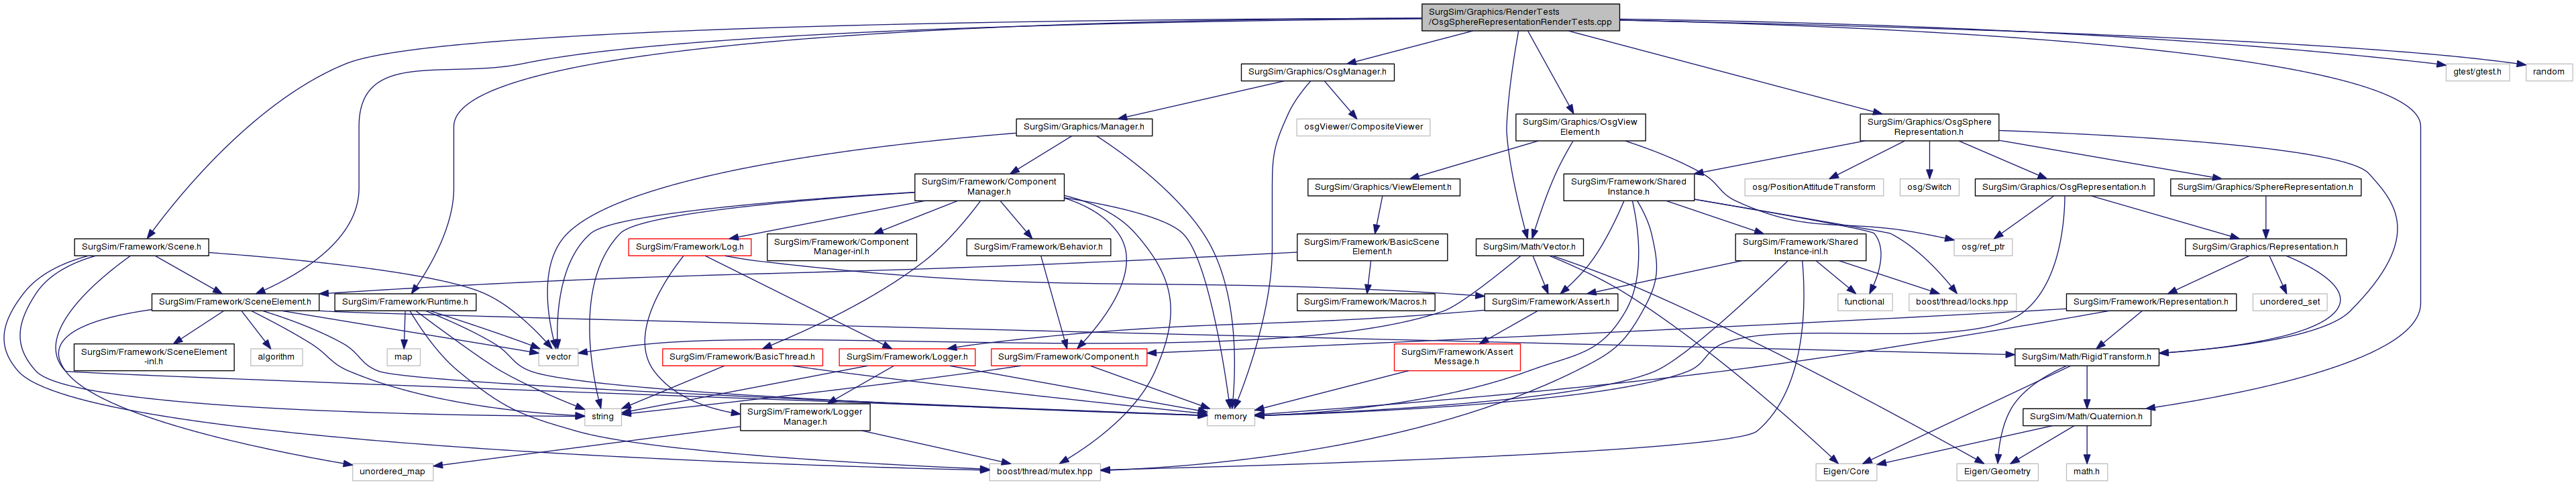 SurgSim/Graphics/RenderTests
/OsgSphereRepresentationRenderTests.cpp
SurgSim/Graphics/OsgManager.h
gtest/gtest.h
random
SurgSim/Graphics/Manager.h
osgViewer/CompositeViewer
SurgSim/Graphics/OsgView
Element.h
SurgSim/Graphics/OsgSphere
Representation.h
SurgSim/Framework/Component
Manager.h
SurgSim/Graphics/ViewElement.h
SurgSim/Framework/Shared
Instance.h
osg/PositionAttitudeTransform
osg/Switch
SurgSim/Graphics/OsgRepresentation.h
SurgSim/Graphics/SphereRepresentation.h
SurgSim/Framework/Scene.h
SurgSim/Framework/Log.h
SurgSim/Framework/Component
Manager-inl.h
SurgSim/Framework/Behavior.h
SurgSim/Framework/BasicScene
Element.h
SurgSim/Math/Vector.h
SurgSim/Framework/Shared
Instance-inl.h
osg/ref_ptr
SurgSim/Graphics/Representation.h
SurgSim/Framework/SceneElement.h
SurgSim/Framework/Runtime.h
SurgSim/Framework/Macros.h
SurgSim/Framework/Assert.h
functional
boost/thread/locks.hpp
SurgSim/Framework/Representation.h
unordered_set
SurgSim/Framework/SceneElement
-inl.h
algorithm
map
vector
SurgSim/Framework/BasicThread.h
SurgSim/Framework/Logger.h
SurgSim/Framework/Component.h
SurgSim/Framework/Assert
Message.h
SurgSim/Math/RigidTransform.h
string
SurgSim/Framework/Logger
Manager.h
memory
SurgSim/Math/Quaternion.h
unordered_map
boost/thread/mutex.hpp
Eigen/Core
Eigen/Geometry
math.h